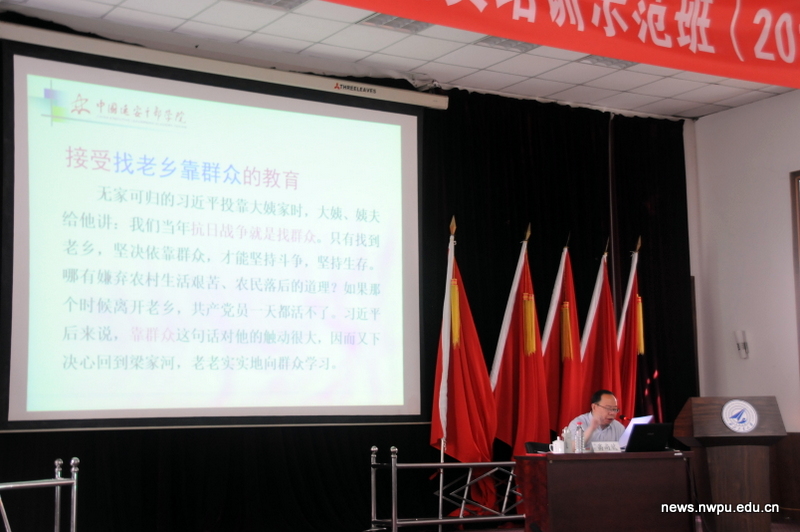 训示范班（20
THREELEAVES
中国延安干部学院
接受找老乡靠群众的教育
无家可归的习近平投靠大姨家时，大姨、姨夫
给他讲：我们当年抗日战争就是找群众。只有找到
老乡，坚决依靠群众，才能坚持斗争，坚持生存。
哪有嫌弃农村生活艰苦、农民落后的道理？如果那
个时候离开老乡，共产党员一天都活不了。习近平
后来说，靠群众这句话对他的触动很大，因而又下
决心回到梁家河，老老实实地向群众学习。
news.nwpu.edu.cn